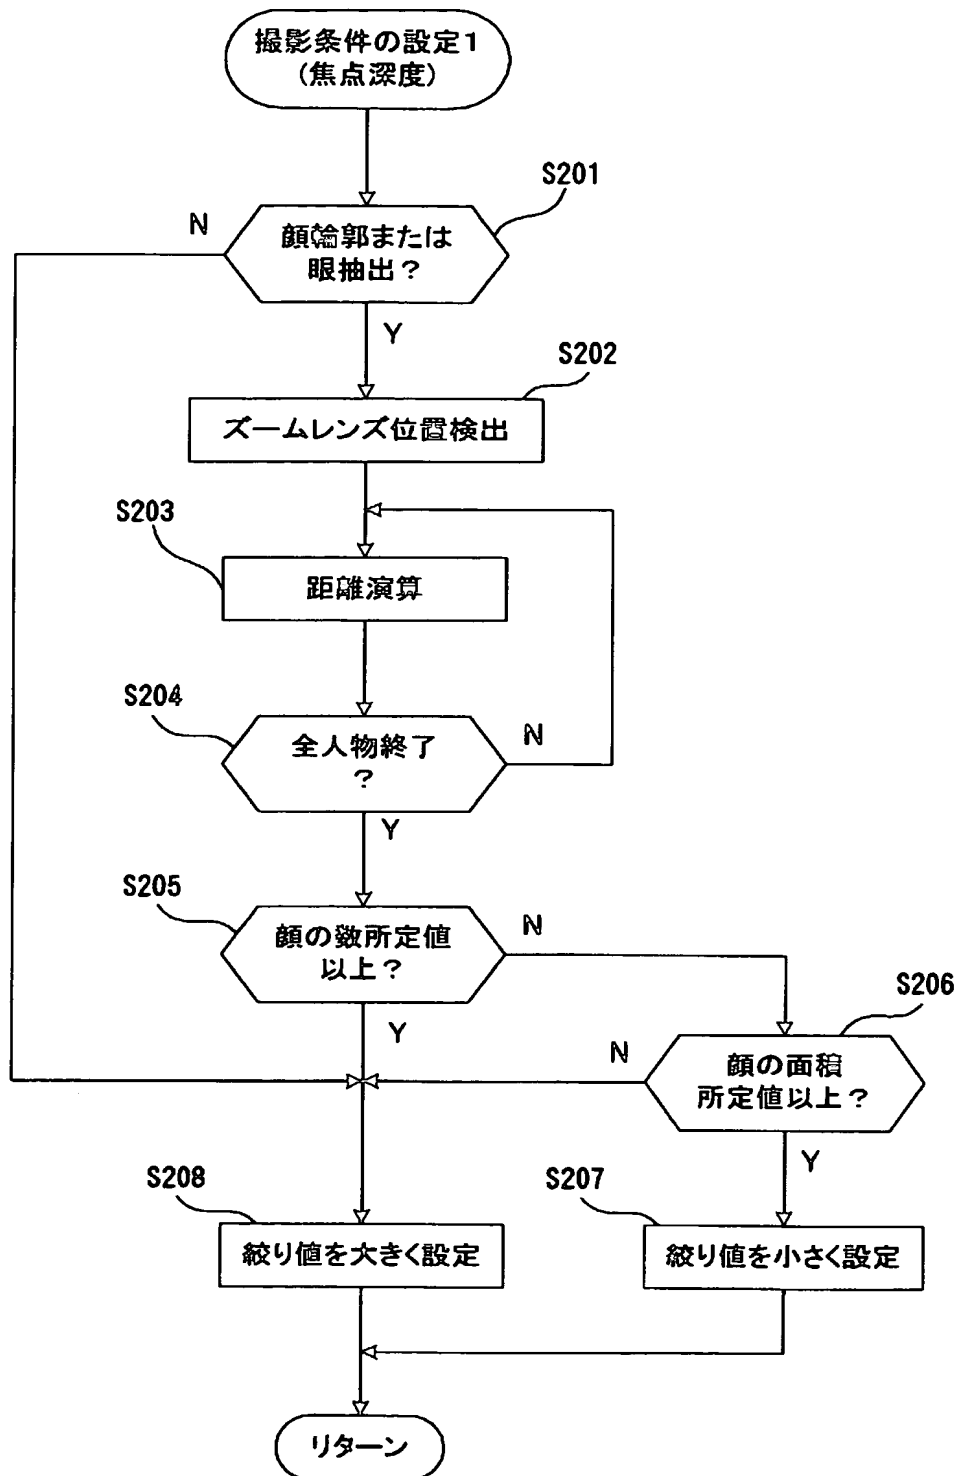 撮影条件の設定1
(焦点深度)
S201
N
顔輪郭または
眼抽出?
Y
S202
ズームレンズ位置検出
S203
距離演算
S204
全人物終了
?
N
Y
S205
顔の数所定値
以上?
N
Y
S206
顔の面積
所定値以上?
N
Y
S208
絞り値を大きく設定
S207
絞り値を小さく設定
リターン